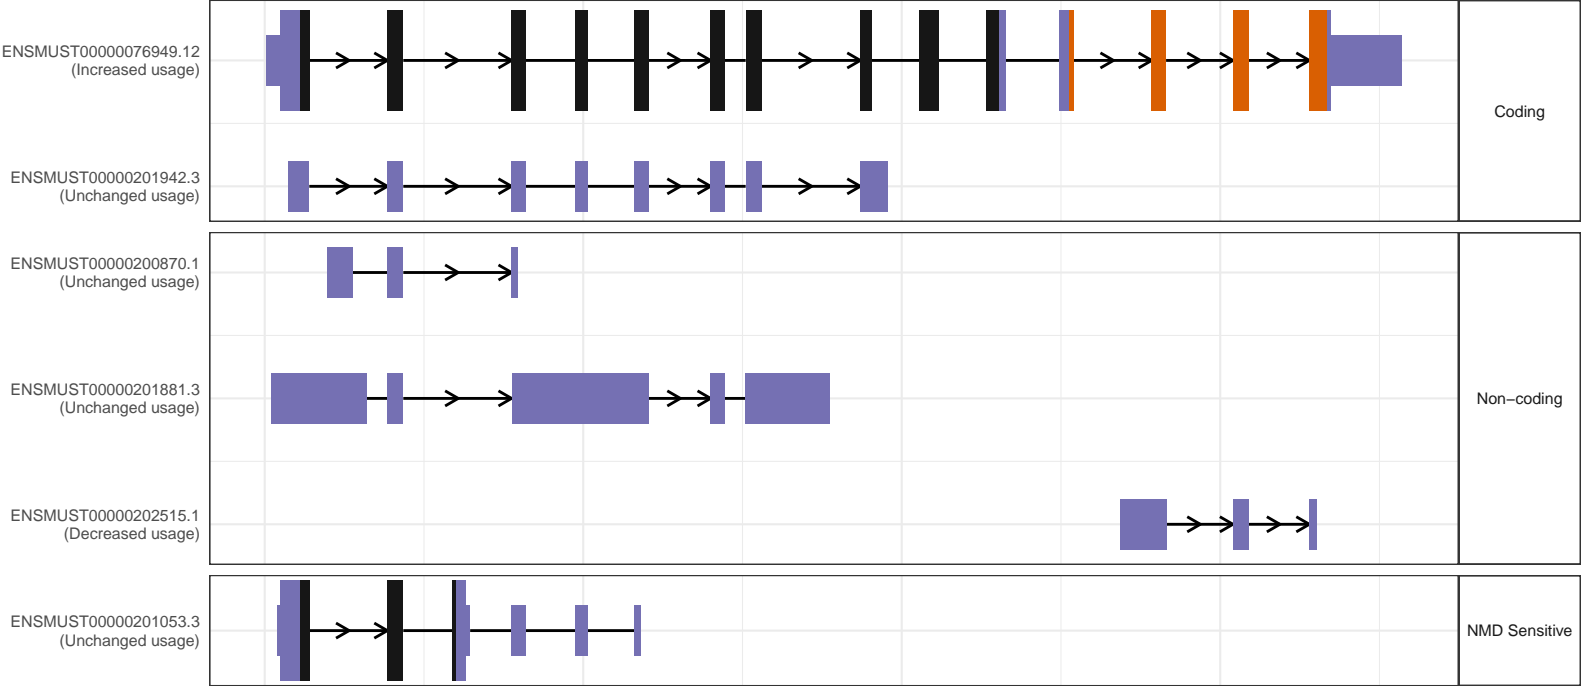 ENSMUST00000076949.12
(Increased usage)
ENSMUST00000201942.3
(Unchanged usage)
Coding
ENSMUST00000200870.1
(Unchanged usage)
ENSMUST00000201881.3
(Unchanged usage)
ENSMUST00000202515.1
(Decreased usage)
Non−coding
ENSMUST00000201053.3
(Unchanged usage)
NMD Sensitive